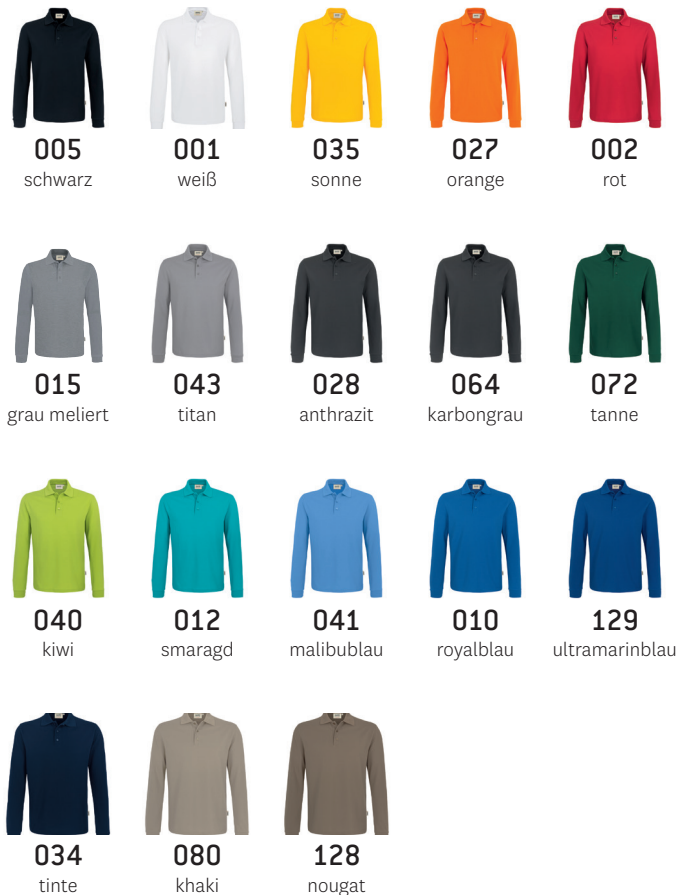 005 001 035 027 002
schwarz weiß sonne orange rot
015 043 028 064 072
grau meliert titan anthrazit karbongrau tanne
040 012 041 010 129
kiwi smaragd malibublau royalblau ultramarinblau
034 080 128
tinte khaki nougat